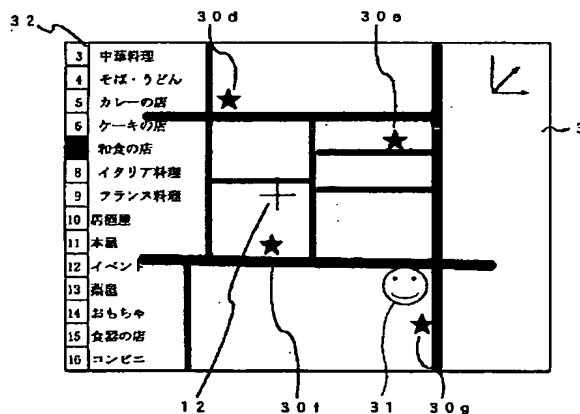 32
30d
30e
3 中華料理
4 そば・うどん
5 カレーの店
6 ケーキの店
3
和食の店
8 イタリア料理
9 フランス料理
10 居酒屋
11 本屋
12 イベント
13 薬屋
14 おもちゃ
15 食器の店
16 コンビニ
12
30f
31
30g